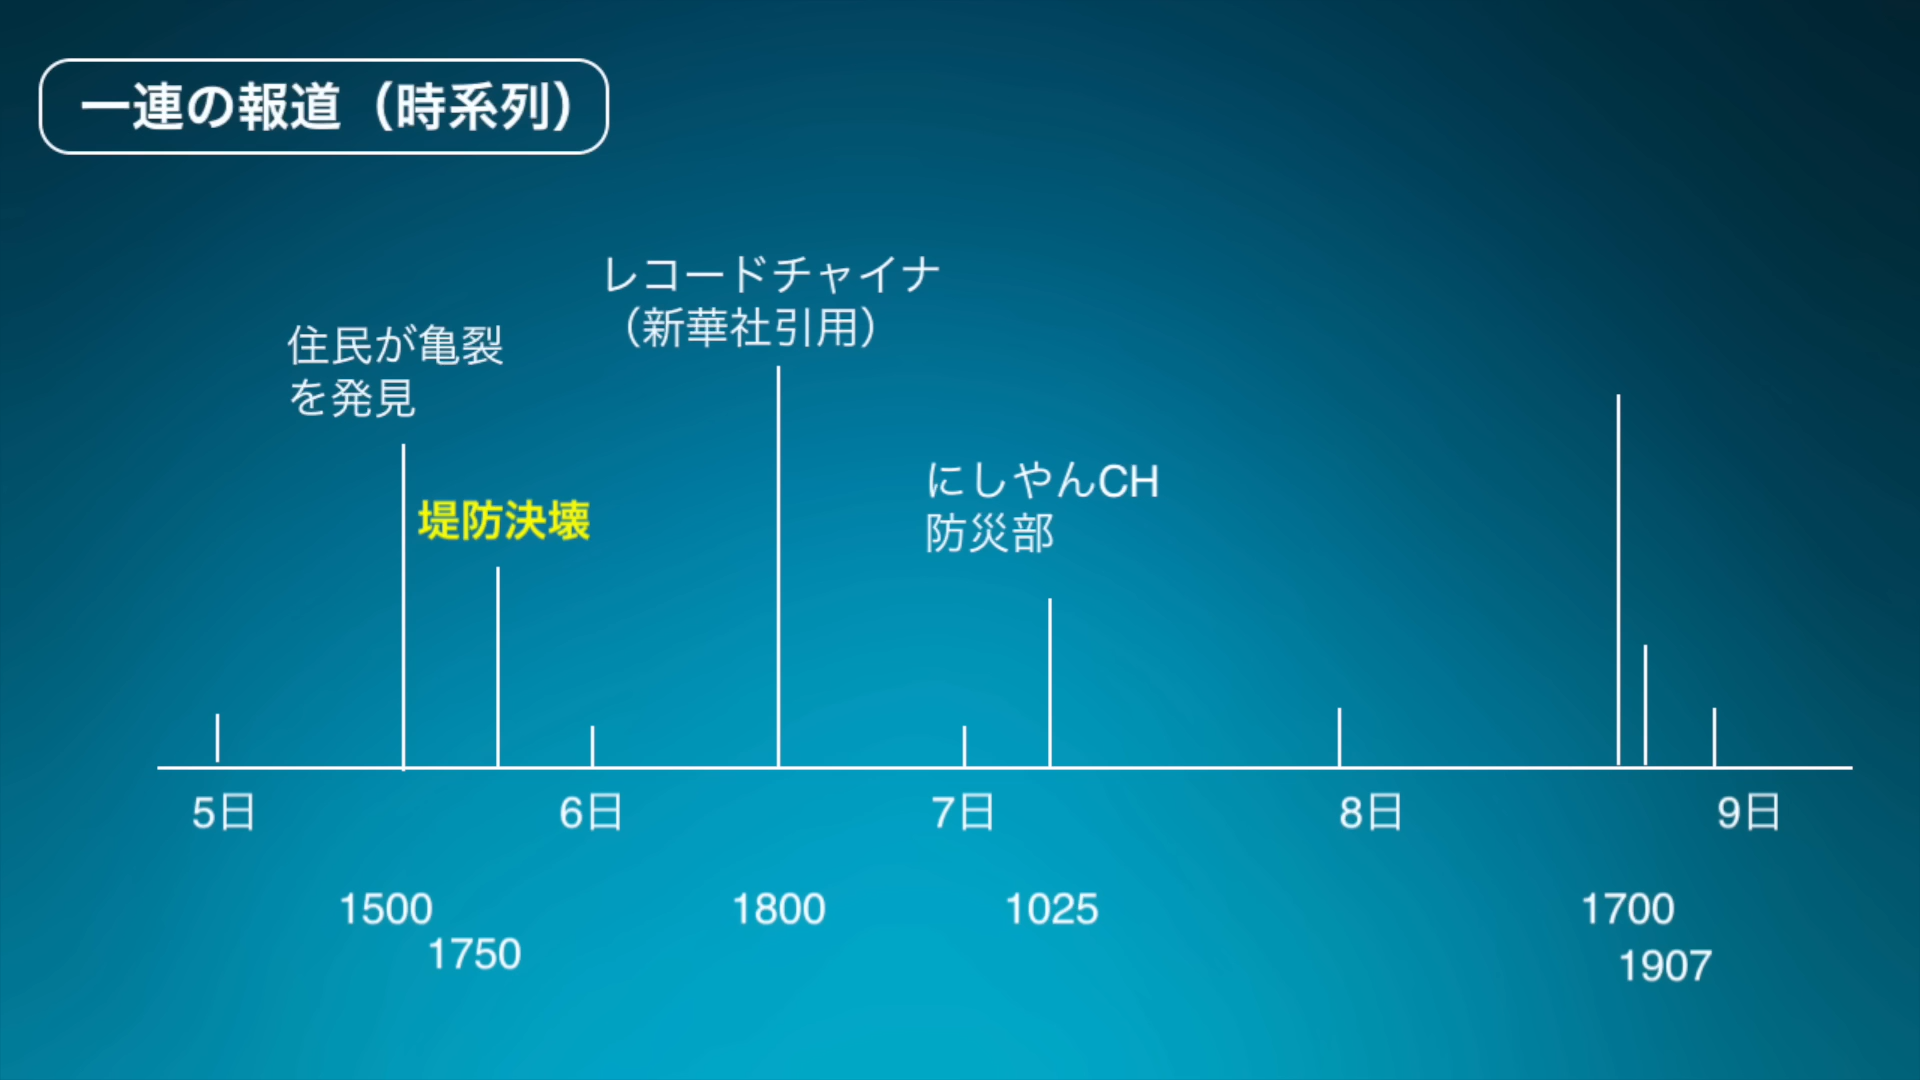 一連の報道（時系列）
レコードチャイナ
（新華社引用）
住民が亀裂
を発見
にしやんCH
防災部
堤防決壊
5日
6日
7日
8日
9日
1500
1800
1025
1700
1750
1907